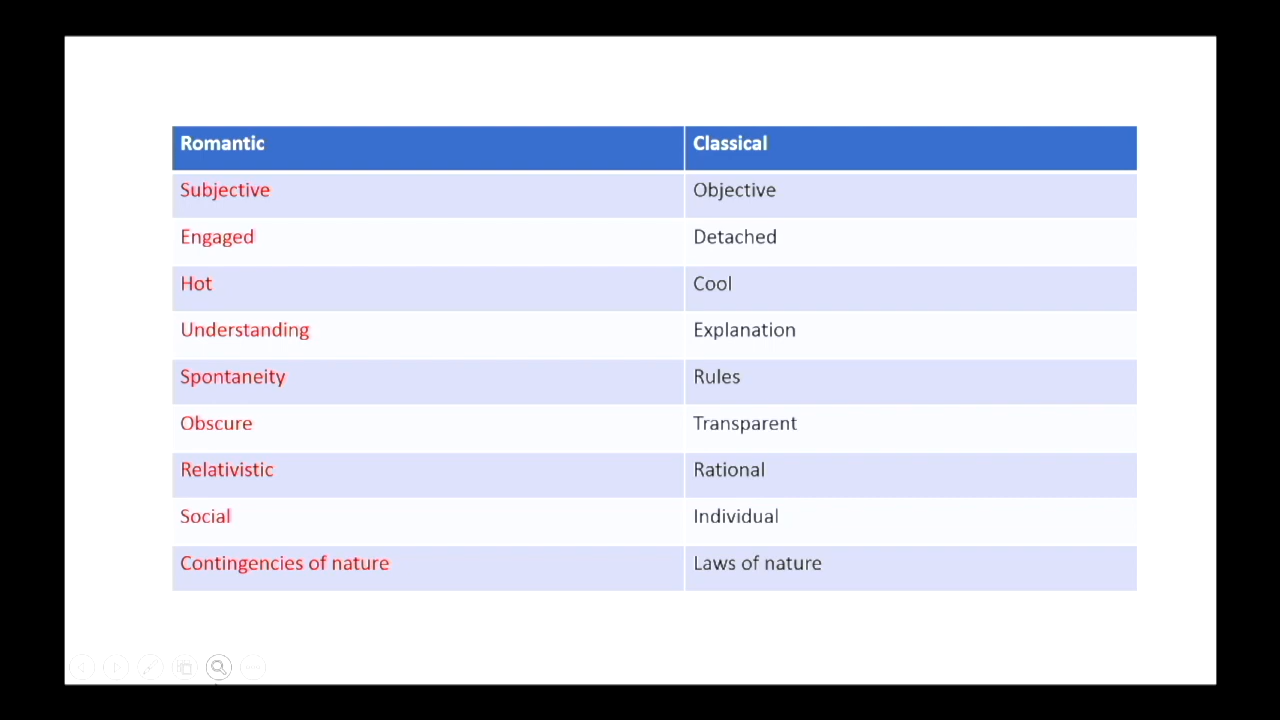 Romantic Classical
Subjective Objective
Engaged Detached
Hot Cool
Understanding Explanation
Spontaneity Rules
Obscure Transparent
Relativistic Rational
Social Individual
Contingencies of nature Laws of nature